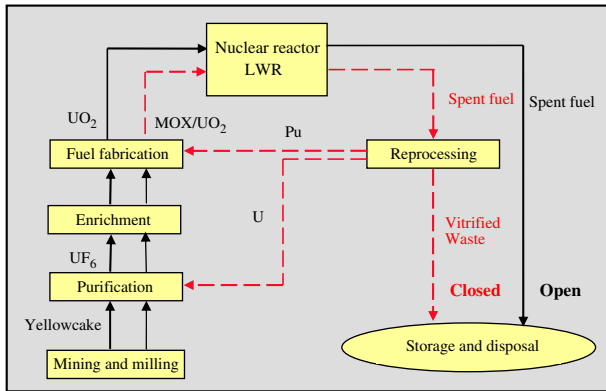 Nuclear reactor
LWR
Spent fuel
Spent fuel
UO2
MOX/UO2
Pu
Fuel fabrication
Reprocessing
Enrichment
U
Vitrified
Waste
UF6
Purification
Closed
Open
Yellowcake
Storage and disposal
Mining and milling